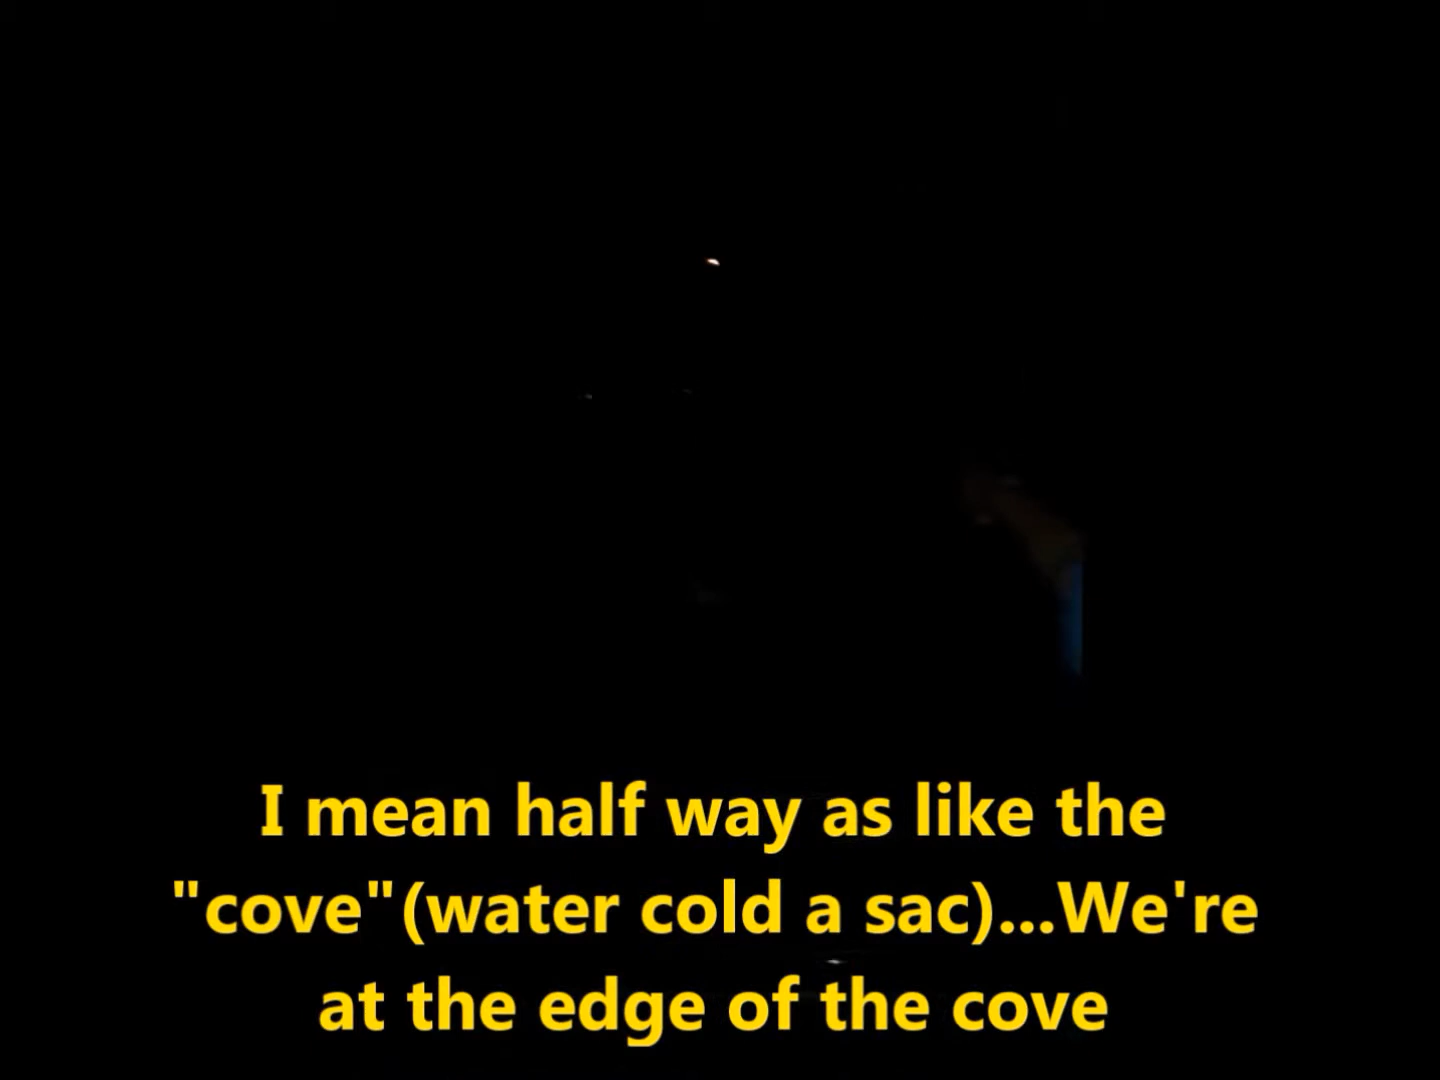 I mean half way as like the
"cove"(water cold a sac)...We're
at the edge of the cove